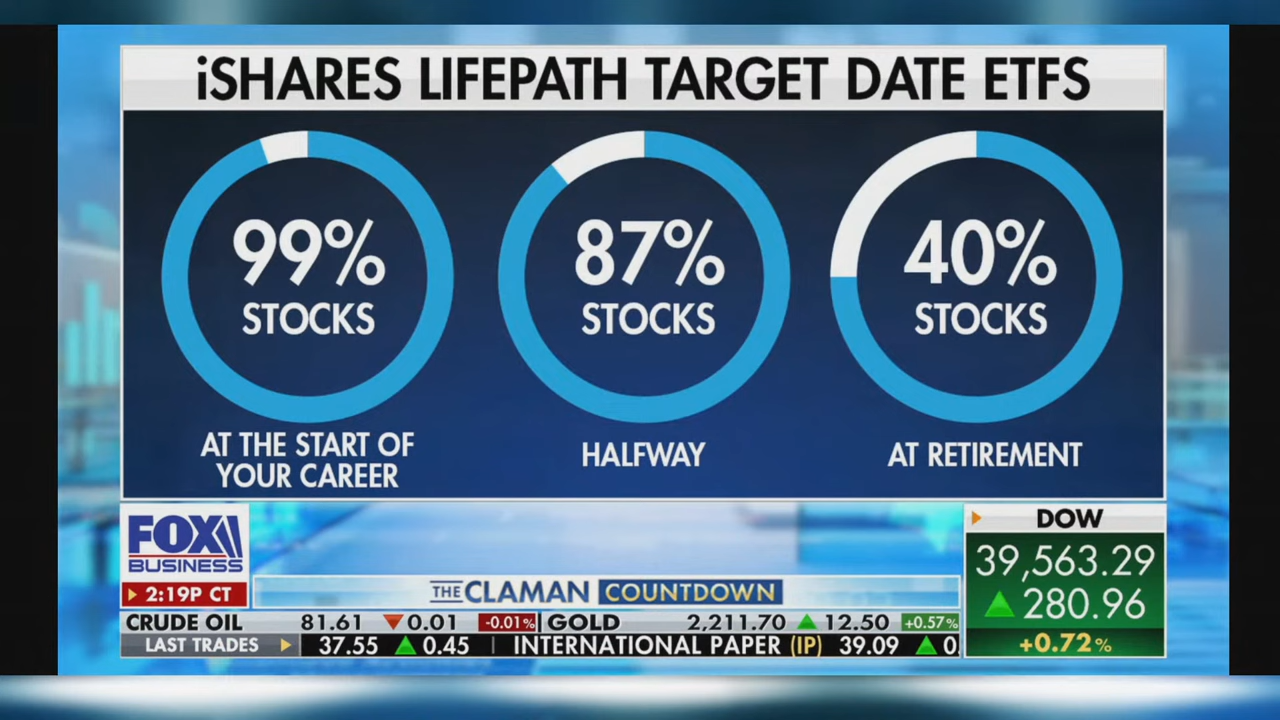 iSHARES LIFEPATH TARGET DATE ETFS
99%
STOCKS
AT THE START OF
YOUR CAREER
87%
STOCKS
HALFWAY
40%
STOCKS
AT RETIREMENT
FOX
BUSINESS
2:19P CT
THE CLAMAN COUNTDOWN
DOW
39,563.29
280.96
+0.72%
CRUDE OIL 81.61 0.01 -0.01% GOLD 2,211.70 12.50 +0.57%
LAST TRADES 37.55 0.45 INTERNATIONAL PAPER (IP) 39.09 0.